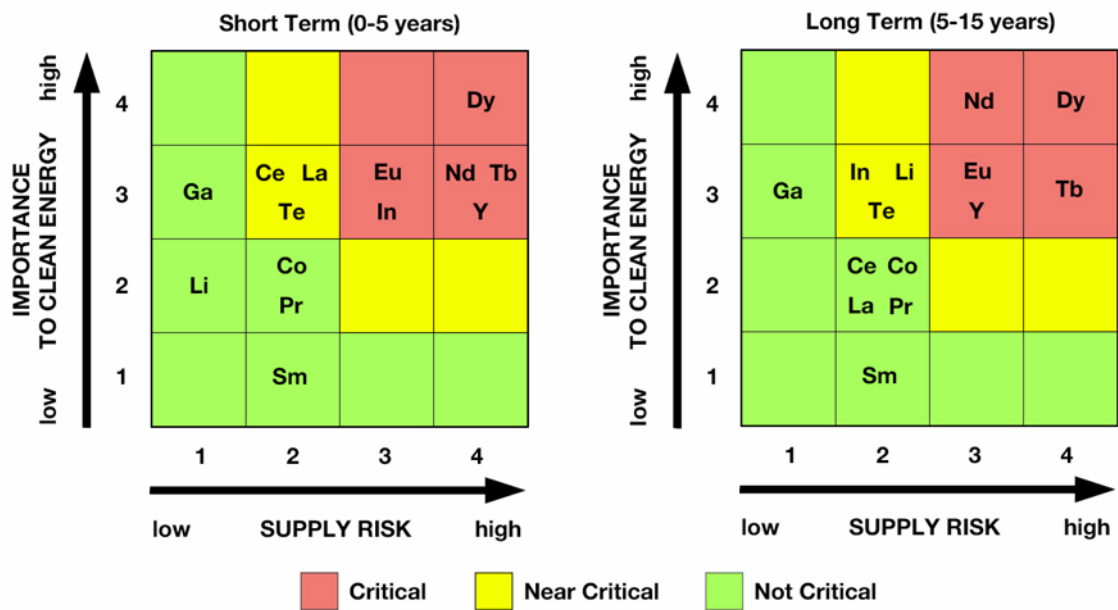 Short Term (0-5 years)
IMPORTANCE
TO CLEAN ENERGY
high
low
4
3
2
1
Dy
Ga
Ce La
Te
Eu
In
Nd Tb
Y
Li
Co
Pr
Sm
1 2 3 4
low SUPPLY RISK high
Long Term (5-15 years)
IMPORTANCE
TO CLEAN ENERGY
high
low
4
3
2
1
Nd
Dy
Ga
In Li
Te
Eu
Y
Tb
Ce Co
La Pr
Sm
1 2 3 4
low SUPPLY RISK high
Critical Near Critical Not Critical